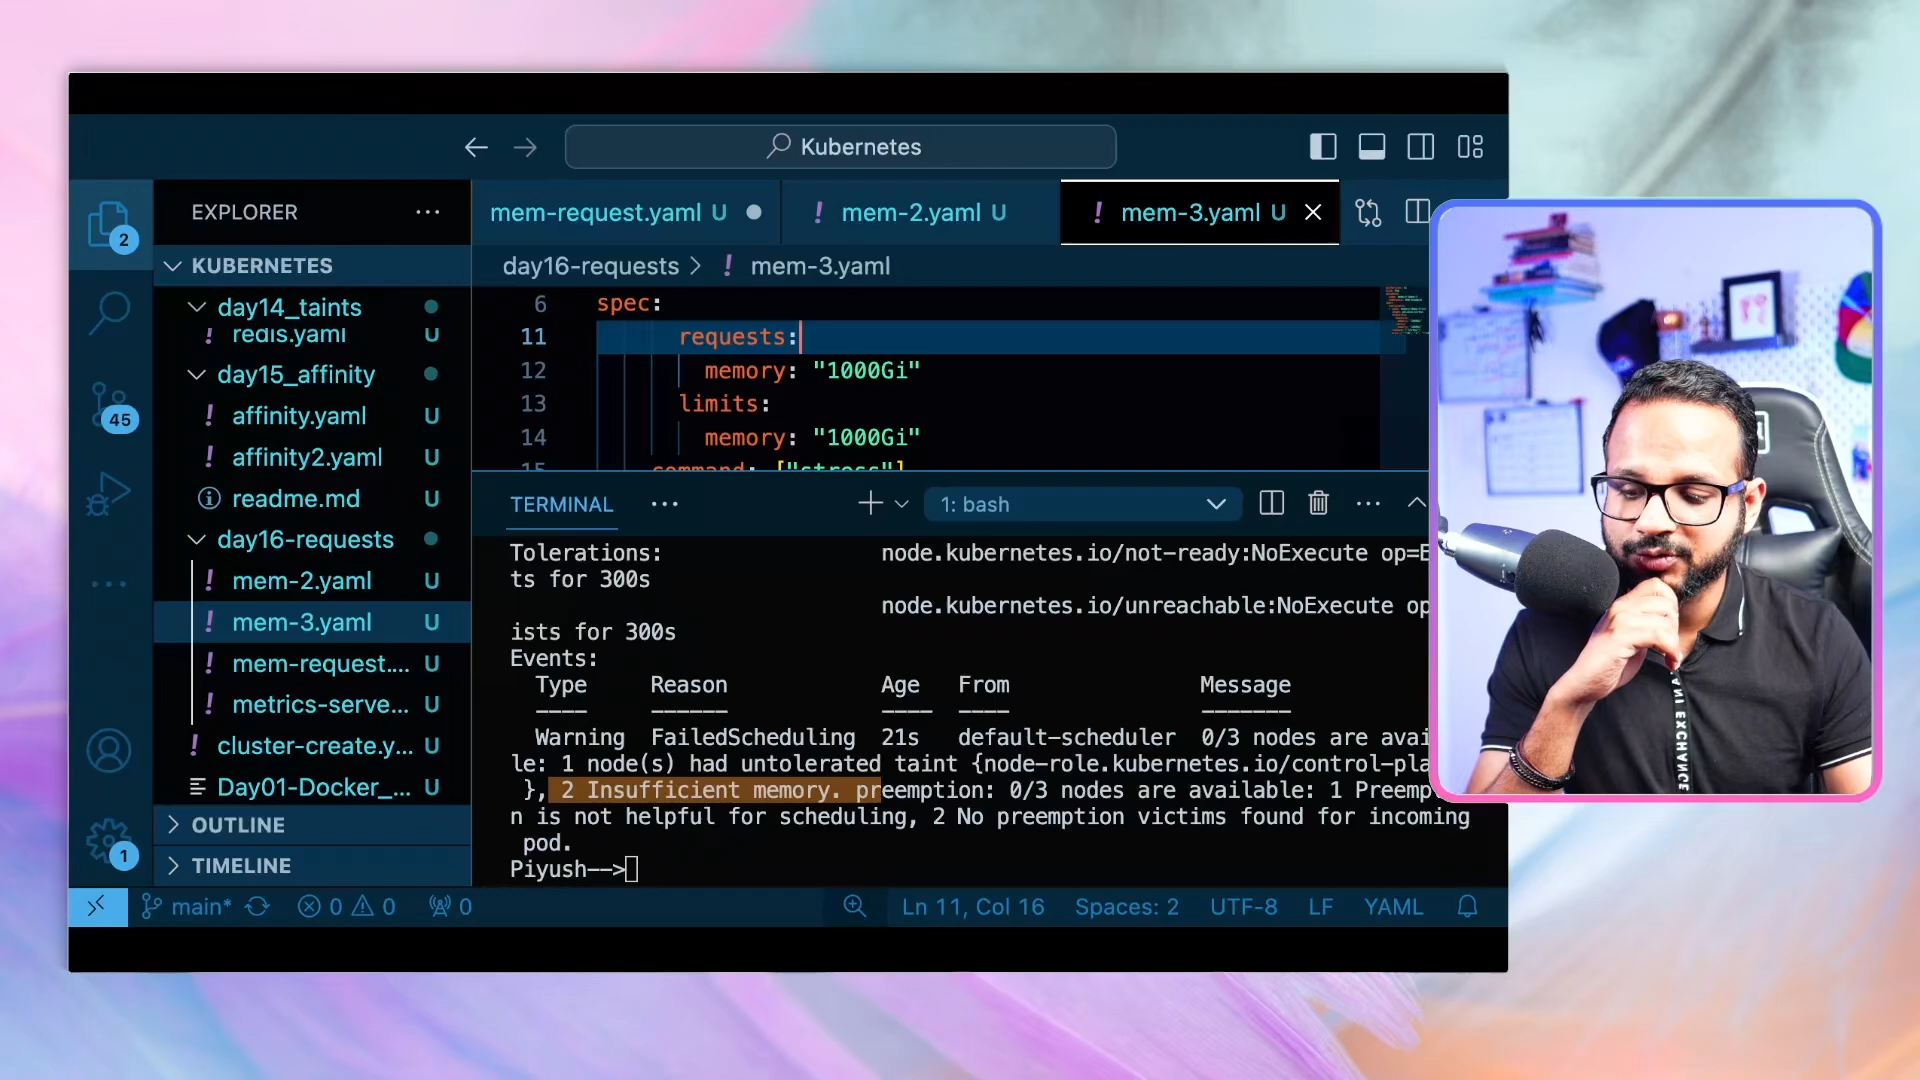 Kubernetes
EXPLORER
KUBERNETES
day14_taints
redis.yaml U
day15_affinity
affinity.yaml U
affinity2.yaml U
readme.md U
day16-requests
mem-2.yaml U
mem-3.yaml U
mem-request.... U
metrics-serve... U
cluster-create.y... U
Day01-Docker_... U
OUTLINE
TIMELINE
2
45
1
mem-request.yaml U
! mem-2.yaml U
! mem-3.yaml U
day16-requests > ! mem-3.yaml
6 spec:
11 requests:
12 memory: "1000Gi"
13 limits:
14 memory: "1000Gi"
15 command: ["stress"]
TERMINAL
1: bash
Tolerations: node.kubernetes.io/not-ready:NoExecute op=E
ts for 300s
node.kubernetes.io/unreachable:NoExecute op
ists for 300s
Events:
Type Reason Age From Message
---- ------ ---- ---- -------
Warning FailedScheduling 21s default-scheduler 0/3 nodes are avai
le: 1 node(s) had untolerated taint {node-role.kubernetes.io/control-pla
}, 2 Insufficient memory. preemption: 0/3 nodes are available: 1 Preemp
n is not helpful for scheduling, 2 No preemption victims found for incoming
pod.
Piyush-->
main* 0 0 0
Ln 11, Col 16 Spaces: 2 UTF-8 LF YAML